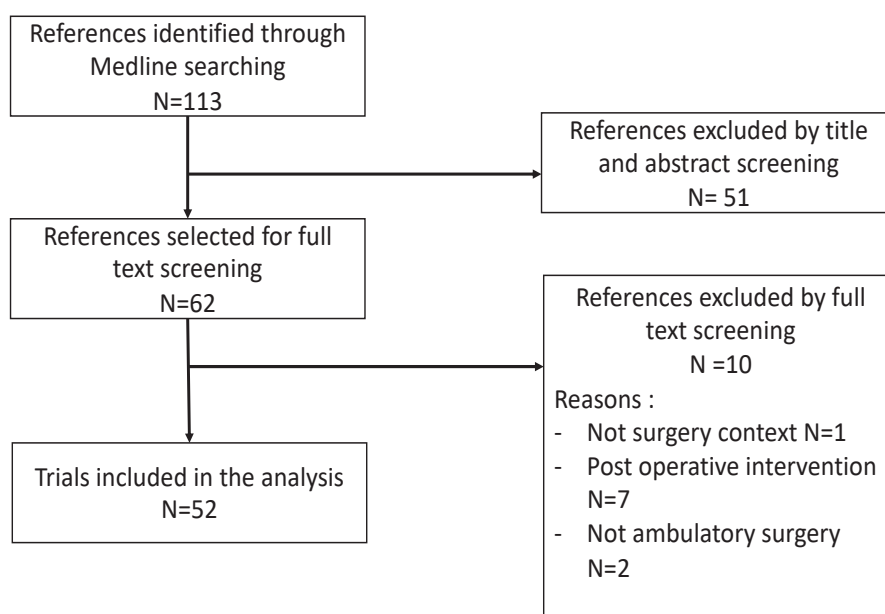 References identified through
Medline searching
N=113
References excluded by title
and abstract screening
N= 51
References selected for full
text screening
N=62
References excluded by full
text screening
N =10
Reasons :
- Not surgery context N=1
- Post operative intervention
N=7
- Not ambulatory surgery
N=2
Trials included in the analysis
N=52